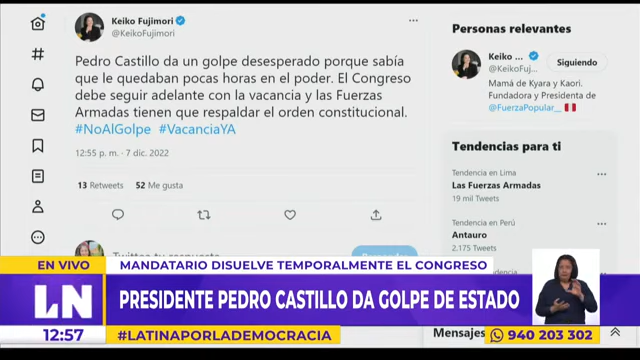 Keiko Fujimori
@KeikoFujimori
Pedro Castillo da un golpe desesperado porque sabía
que le quedaban pocas horas en el poder. El Congreso
debe seguir adelante con la vacancia y las Fuerzas
Armadas tienen que respaldar el orden constitucional.
#NoAlGolpe #VacanciaYA
12:55 p. m. · 7 dic. 2022
13 Retweets 52 Me gusta
Personas relevantes
Keiko ...
@KeikoFuj...
Siguiendo
Mamá de Kyara y Kaori.
Fundadora y Presidenta de
@FuerzaPopular__
Tendencias para ti
Tendencia en Lima
Las Fuerzas Armadas
19 mil Tweets
Tendencia en Perú
Antauro
2.175 Tweets
Mensajes
EN VIVO
MANDATARIO DISUELVE TEMPORALMENTE EL CONGRESO
LN
PRESIDENTE PEDRO CASTILLO DA GOLPE DE ESTADO
12:57
#LATINAPORLADEMOCRACIA
940 203 302